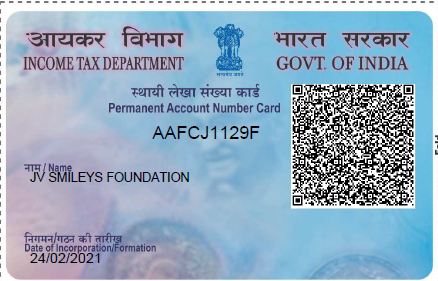 आयकर विभाग
INCOME TAX DEPARTMENT
भारत सरकार
GOVT. OF INDIA
स्थायी लेखा संख्या कार्ड
Permanent Account Number Card
AAFCJ1129F
नाम / Name
JV SMILEYS FOUNDATION
निगमन/गठन की तारीख
Date of Incorporation/Formation
24/02/2021